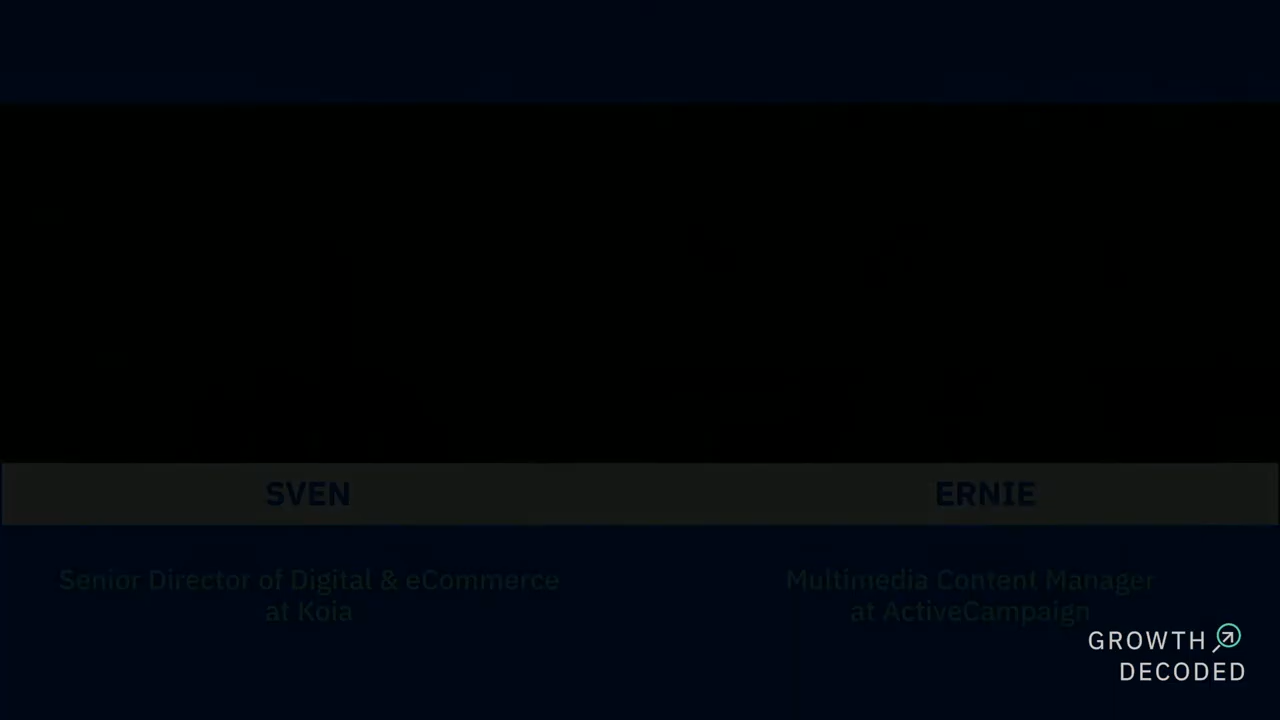 SVEN
ERNIE
Senior Director of Digital & eCommerce
at Koia
Multimedia Content Manager
at ActiveCampaign
GROWTH
DECODED